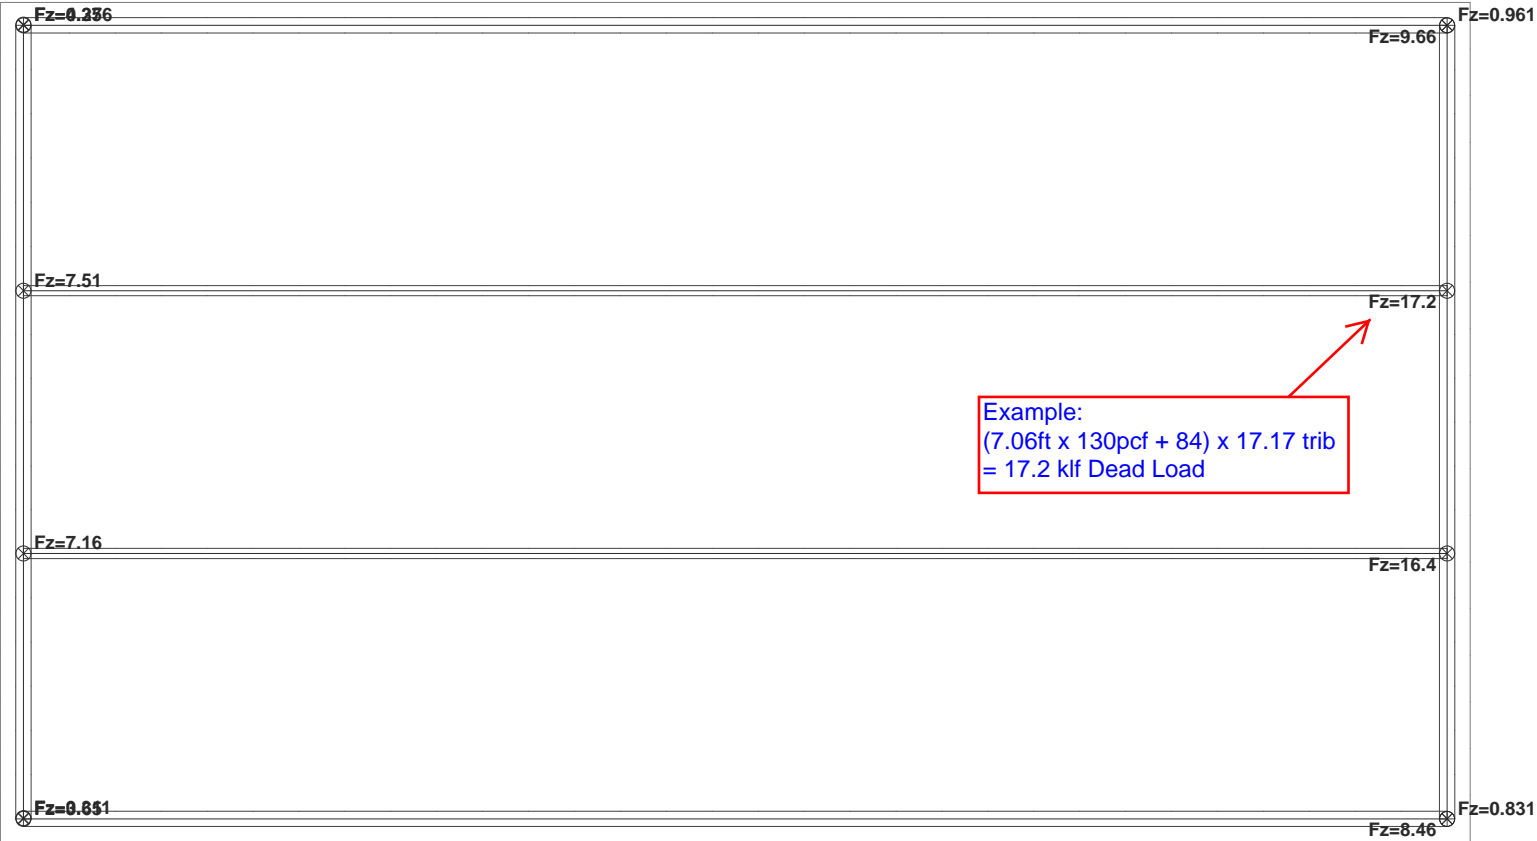 Fz=0.961
Fz=9.66
Fz=7.51
Fz=17.2
Example:
(7.06ft x 130pcf + 84) x 17.17 trib
= 17.2 klf Dead Load
Fz=7.16
Fz=16.4
Fz=0.831
Fz=8.46